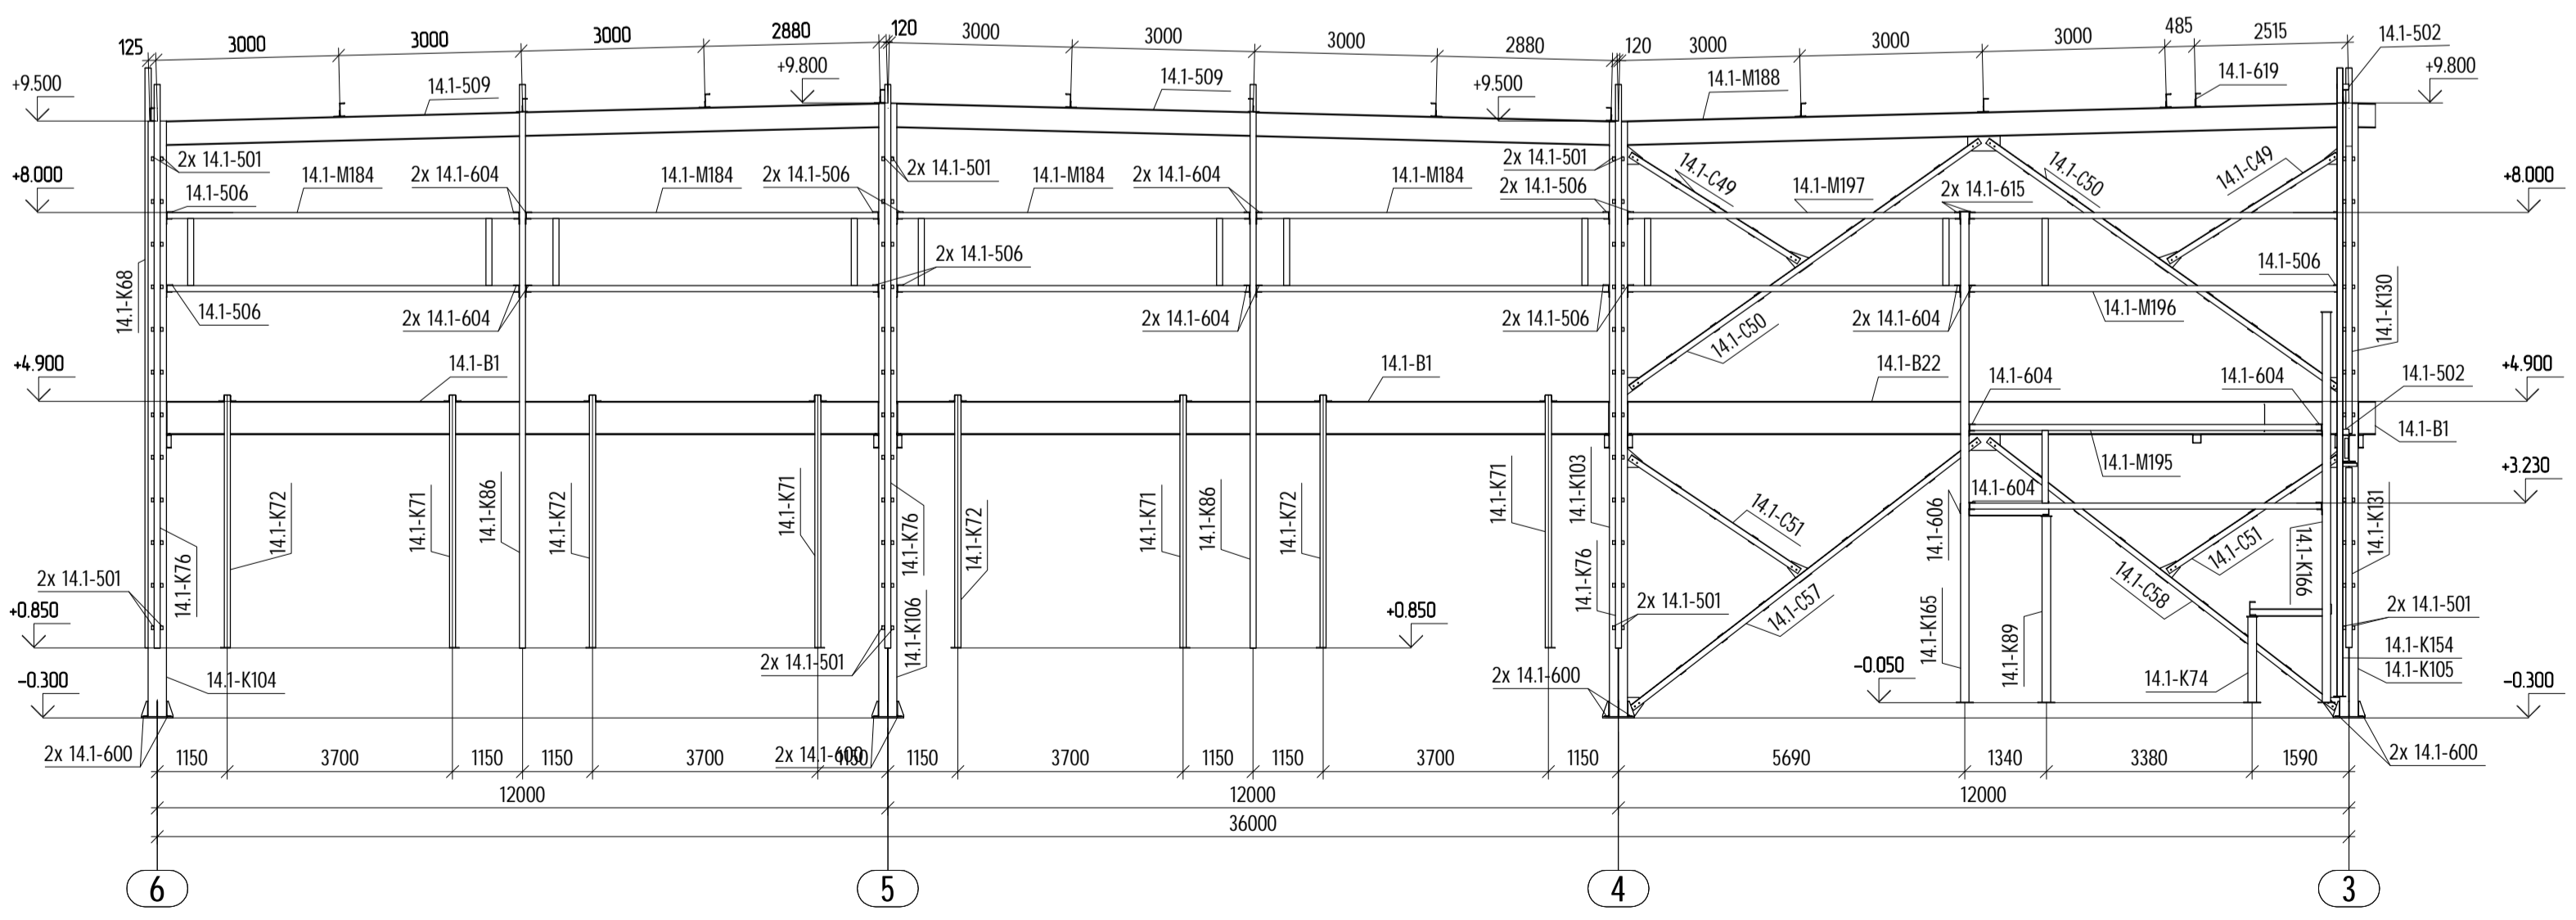 125
3000
3000
3000
2880
120
3000
3000
3000
2880
120
3000
3000
3000
485
2515
14.1-502
+9.500
14.1-509
+9.800
14.1-509
+9.500
14.1-M188
14.1-619
+9.800
2x 14.1-501
2x 14.1-501
2x 14.1-501
14.1-C49
14.1-C50
14.1-C49
+8.000
14.1-506
14.1-M184
2x 14.1-604
14.1-M184
2x 14.1-506
14.1-M184
2x 14.1-604
14.1-M184
2x 14.1-506
14.1-M197
2x 14.1-615
+8.000
14.1-K68
14.1-506
2x 14.1-604
2x 14.1-506
2x 14.1-604
2x 14.1-506
14.1-C50
2x 14.1-604
14.1-M196
14.1-506
14.1-K130
+4.900
14.1-B1
14.1-B1
14.1-B22
14.1-604
14.1-604
14.1-502
+4.900
14.1-B1
14.1-M195
+3.230
14.1-604
14.1-K76
14.1-K72
14.1-K71
14.1-K86
14.1-K72
14.1-K71
14.1-K76
14.1-K106
14.1-K72
14.1-K71
14.1-K86
14.1-K72
14.1-K71
14.1-K103
14.1-K76
14.1-C51
14.1-C57
14.1-606
14.1-K165
14.1-K89
14.1-C58
14.1-C51
14.1-K166
14.1-K131
2x 14.1-501
+0.850
2x 14.1-501
+0.850
2x 14.1-501
2x 14.1-501
14.1-K154
14.1-K105
-0.300
14.1-K104
2x 14.1-600
-0.050
14.1-K74
-0.300
2x 14.1-600
2x 14.1-600
2x 14.1-600
1150
3700
1150
1150
3700
1150
1150
3700
1150
1150
3700
1150
5690
1340
3380
1590
12000
12000
12000
36000
6
5
4
3